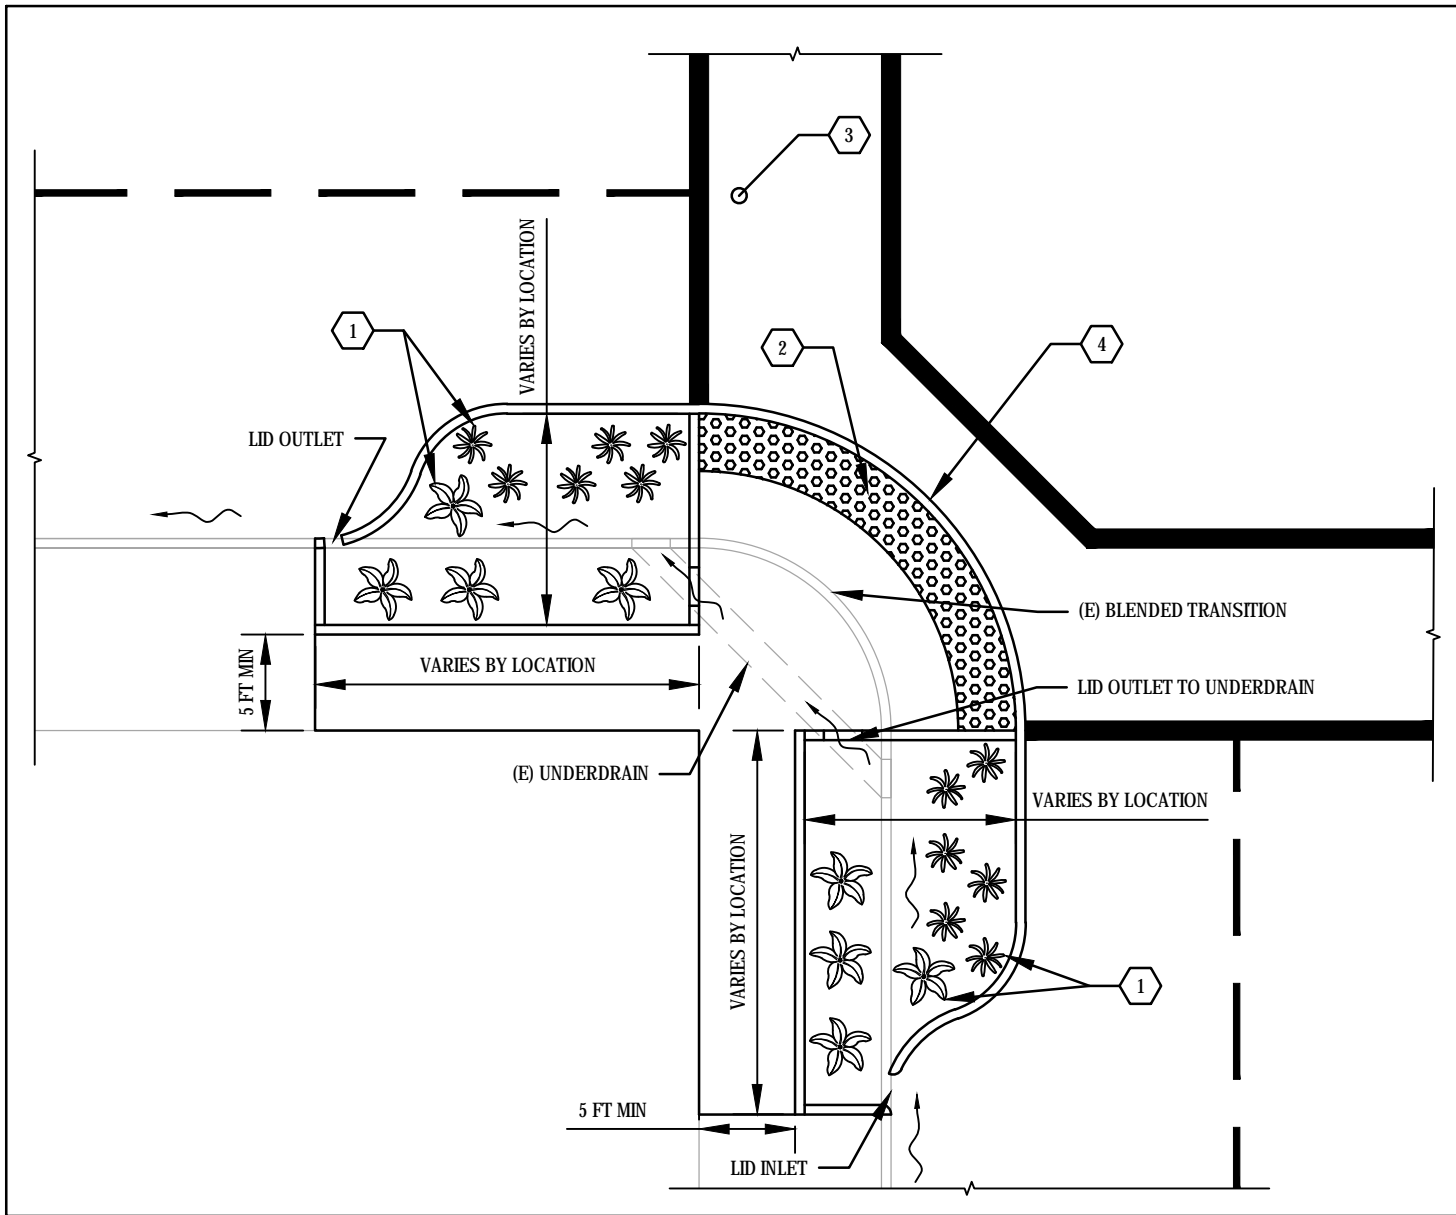 3
VARIES BY LOCATION
1
2
4
LID OUTLET
(E) BLENDED TRANSITION
5 FT MIN
VARIES BY LOCATION
LID OUTLET TO UNDERDRAIN
(E) UNDERDRAIN
VARIES BY LOCATION
VARIES BY LOCATION
1
5 FT MIN
LID INLET